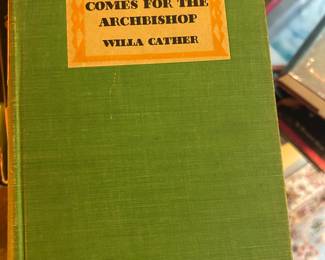 COMES FOR THE
ARCHBISHOP
WILLA CATHER